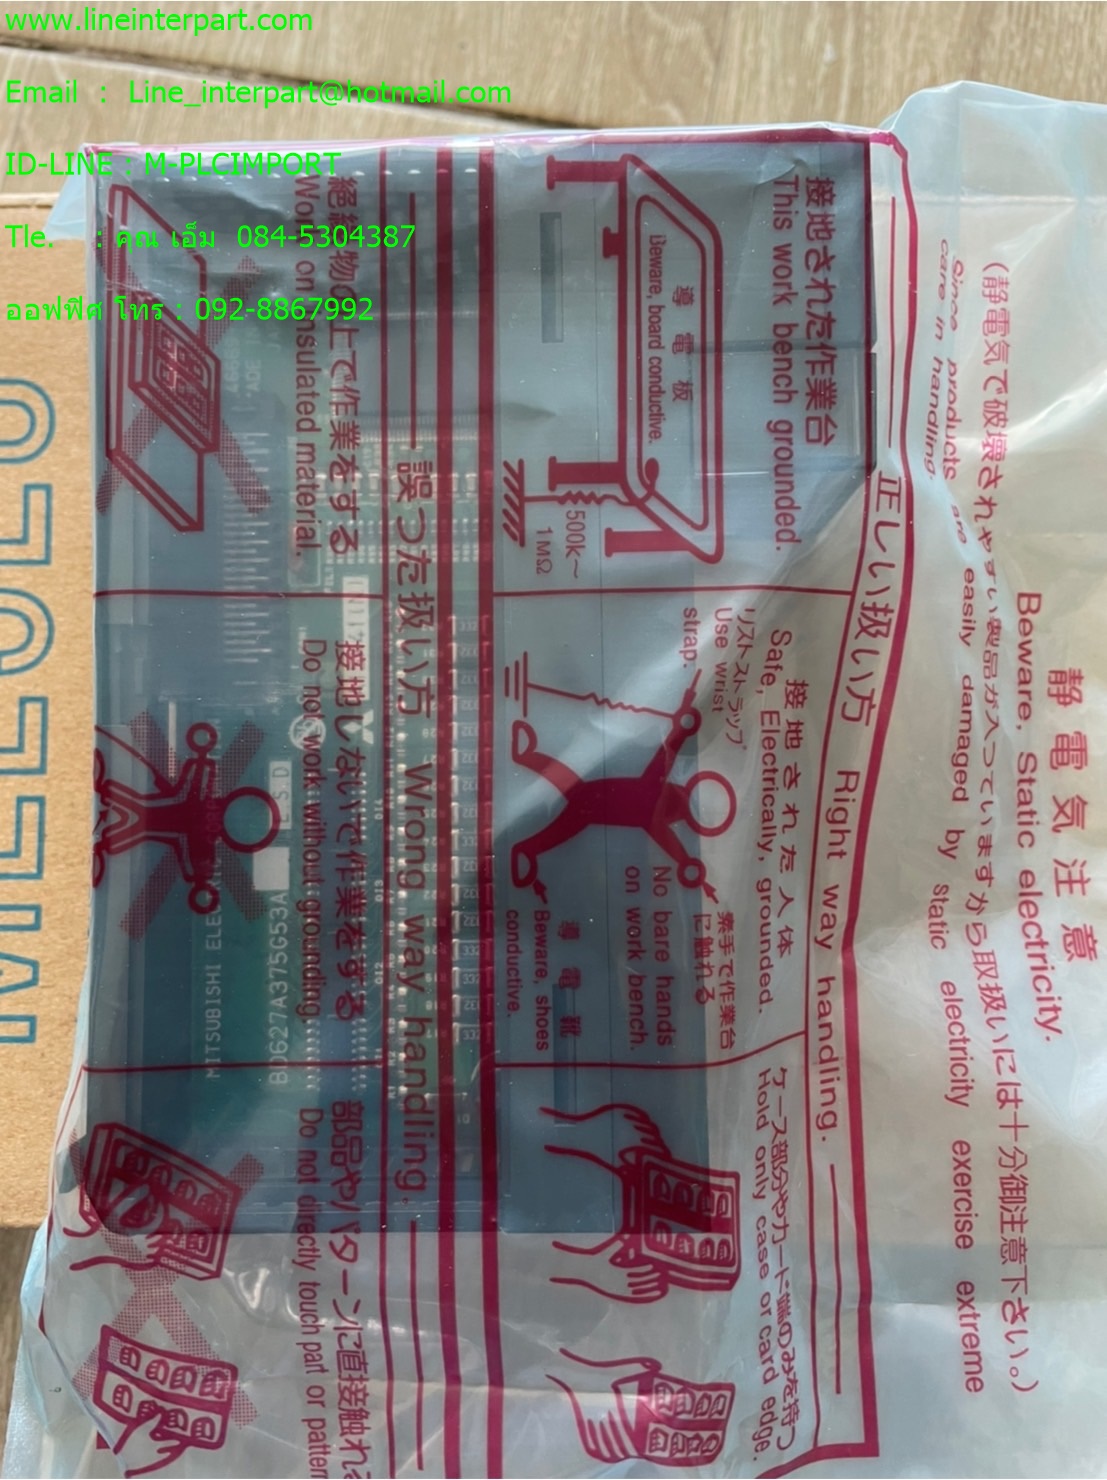 www.lineinterpart.com
Email : Line_interpart@hotmail.com
ID-LINE : M-PLCIMPORT
Tle. : คุณ เอ็ม 084-5304387
ออฟฟิศ โทร : 092-8867992
静電気注意
Beware, Static electricity.
(静電気で破壊されやすい製品が入っていますから取扱いには十分御注意下さい。)
Since products are easily damaged by static electricity exercise extreme
care in handling.
正しい扱い方 Right way handling.
接地された作業台
This work bench grounded.
導電板
Beware, board conductive.
500k~
1MΩ
接地された人体
Safe, Electrically, grounded.
リストストラップ
Use wrist
strap.
素手で作業台
に触れる
No bare hands
on work bench.
導電靴
Beware, shoes
conductive.
ケース部分やカード端のみを持つ
Hold only case or card edge.
誤った扱い方 Wrong way handling.
絶縁物の上で作業をする
Work on insulated material.
接地しないで作業をする
Do not work without grounding.
部品やパターンに直接触れる
Do not directly touch part or pattern
MITSUBISHI ELECTRIC
BD627A375G53A
MELSEC